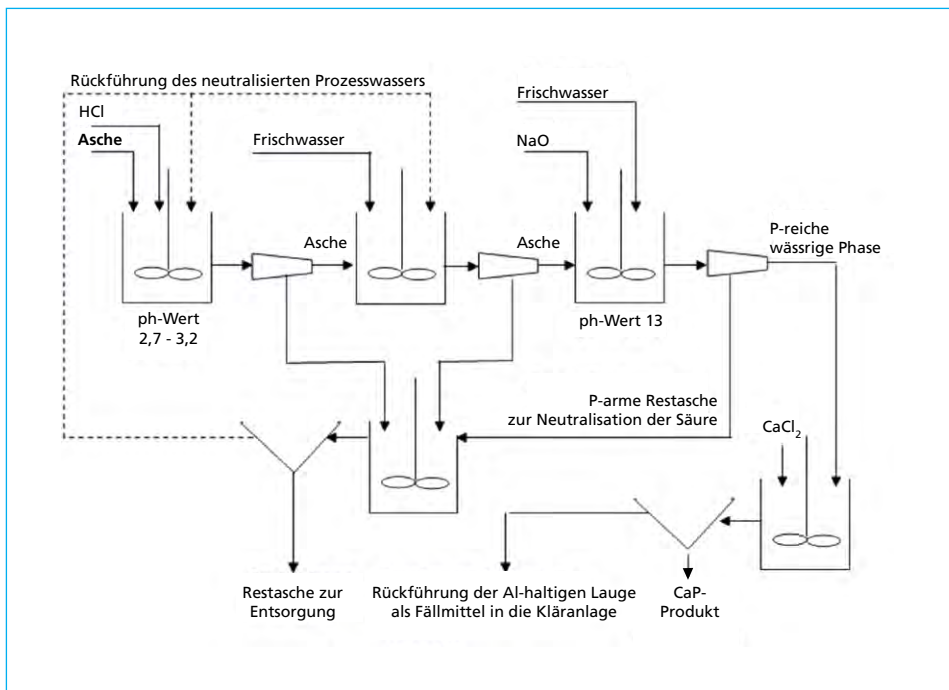 Rückführung des neutralisierten Prozesswassers
HCl
Asche
Frischwasser
Frischwasser
NaO
Asche
Asche
P-reiche
wässrige Phase
ph-Wert
2,7 - 3,2
ph-Wert 13
P-arme Restasche
zur Neutralisation der Säure
CaCl2
Restasche zur
Entsorgung
Rückführung der Al-haltigen Lauge
als Fällmittel in die Kläranlage
CaP-
Produkt